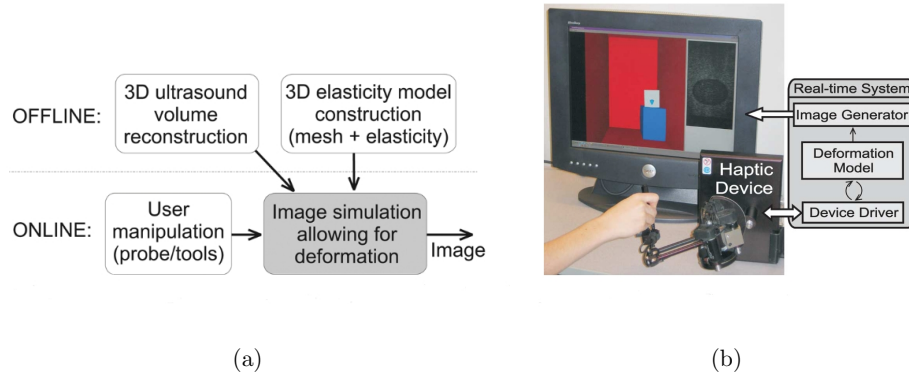 OFFLINE:
3D ultrasound
volume
reconstruction
3D elasticity model
construction
(mesh + elasticity)
ONLINE:
User
manipulation
(probe/tools)
Image simulation
allowing for
deformation
Image
(a)
Haptic
Device
Real-time System
Image Generator
Deformation
Model
Device Driver
(b)